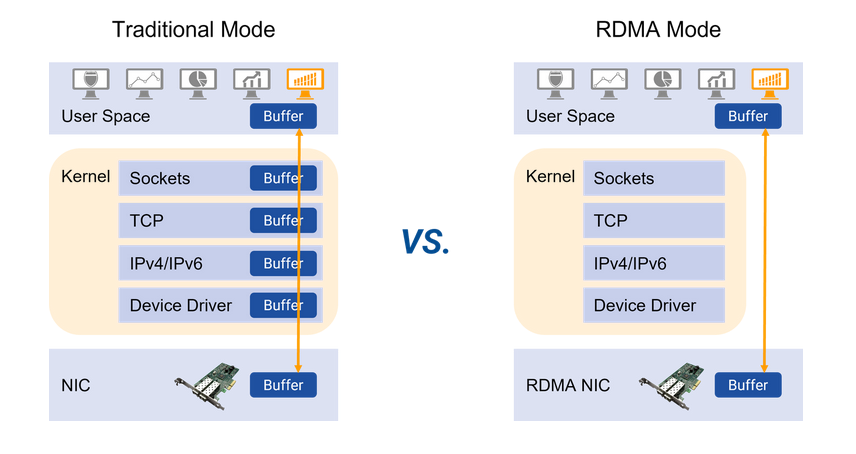 Traditional Mode
User Space
Buffer
Kernel
Sockets
Buffer
TCP
Buffer
IPv4/IPv6
Buffer
Device Driver
Buffer
NIC
Buffer
VS.
RDMA Mode
User Space
Buffer
Kernel
Sockets
TCP
IPv4/IPv6
Device Driver
RDMA NIC
Buffer